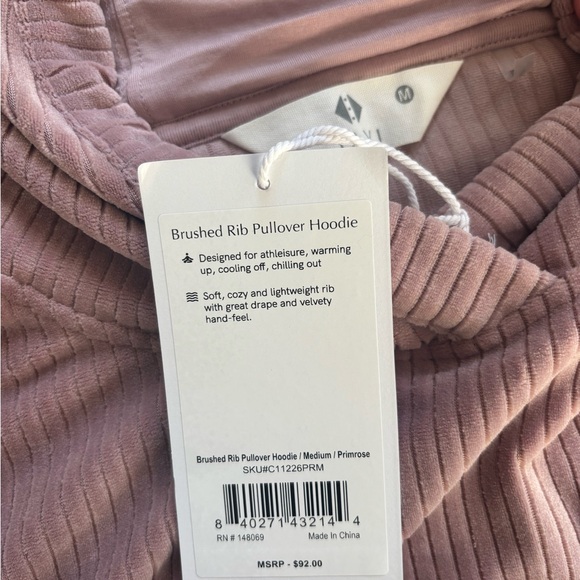 M
Brushed Rib Pullover Hoodie
Designed for athleisure, warming
up, cooling off, chilling out
Soft, cozy and lightweight rib
with great drape and velvety
hand-feel.
Brushed Rib Pullover Hoodie / Medium / Primrose
SKU#C11226PRM
8 40271 43214 4
RN # 148069 Made In China
MSRP - $92.00